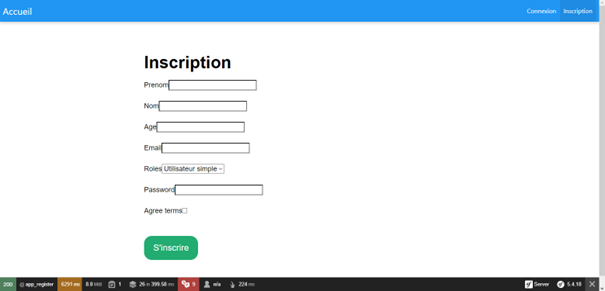 Accueil Connexion Inscription
Inscription
Prenom
Nom
Age
Email
Roles Utilisateur simple
Password
Agree terms
S'inscrire
200 @ app_register 6291 ms 8.8 MiB 1 26 in 399.58 ms 9 n/a 224 ms Server 5.4.18